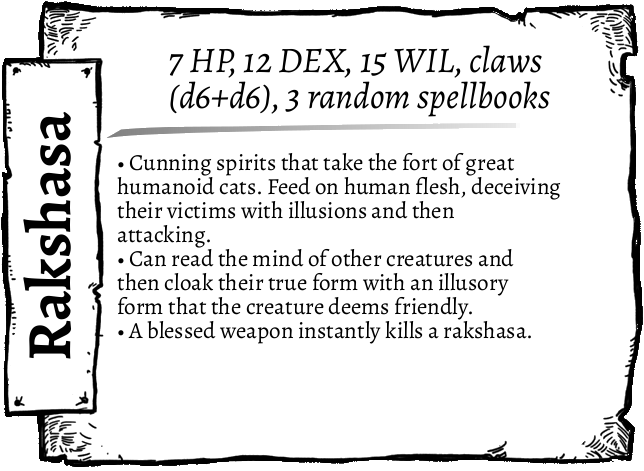 Rakshasa
7 HP, 12 DEX, 15 WIL, claws
(d6+d6), 3 random spellbooks
• Cunning spirits that take the fort of great
humanoid cats. Feed on human flesh, deceiving
their victims with illusions and then
attacking.
• Can read the mind of other creatures and
then cloak their true form with an illusory
form that the creature deems friendly.
• A blessed weapon instantly kills a rakshasa.